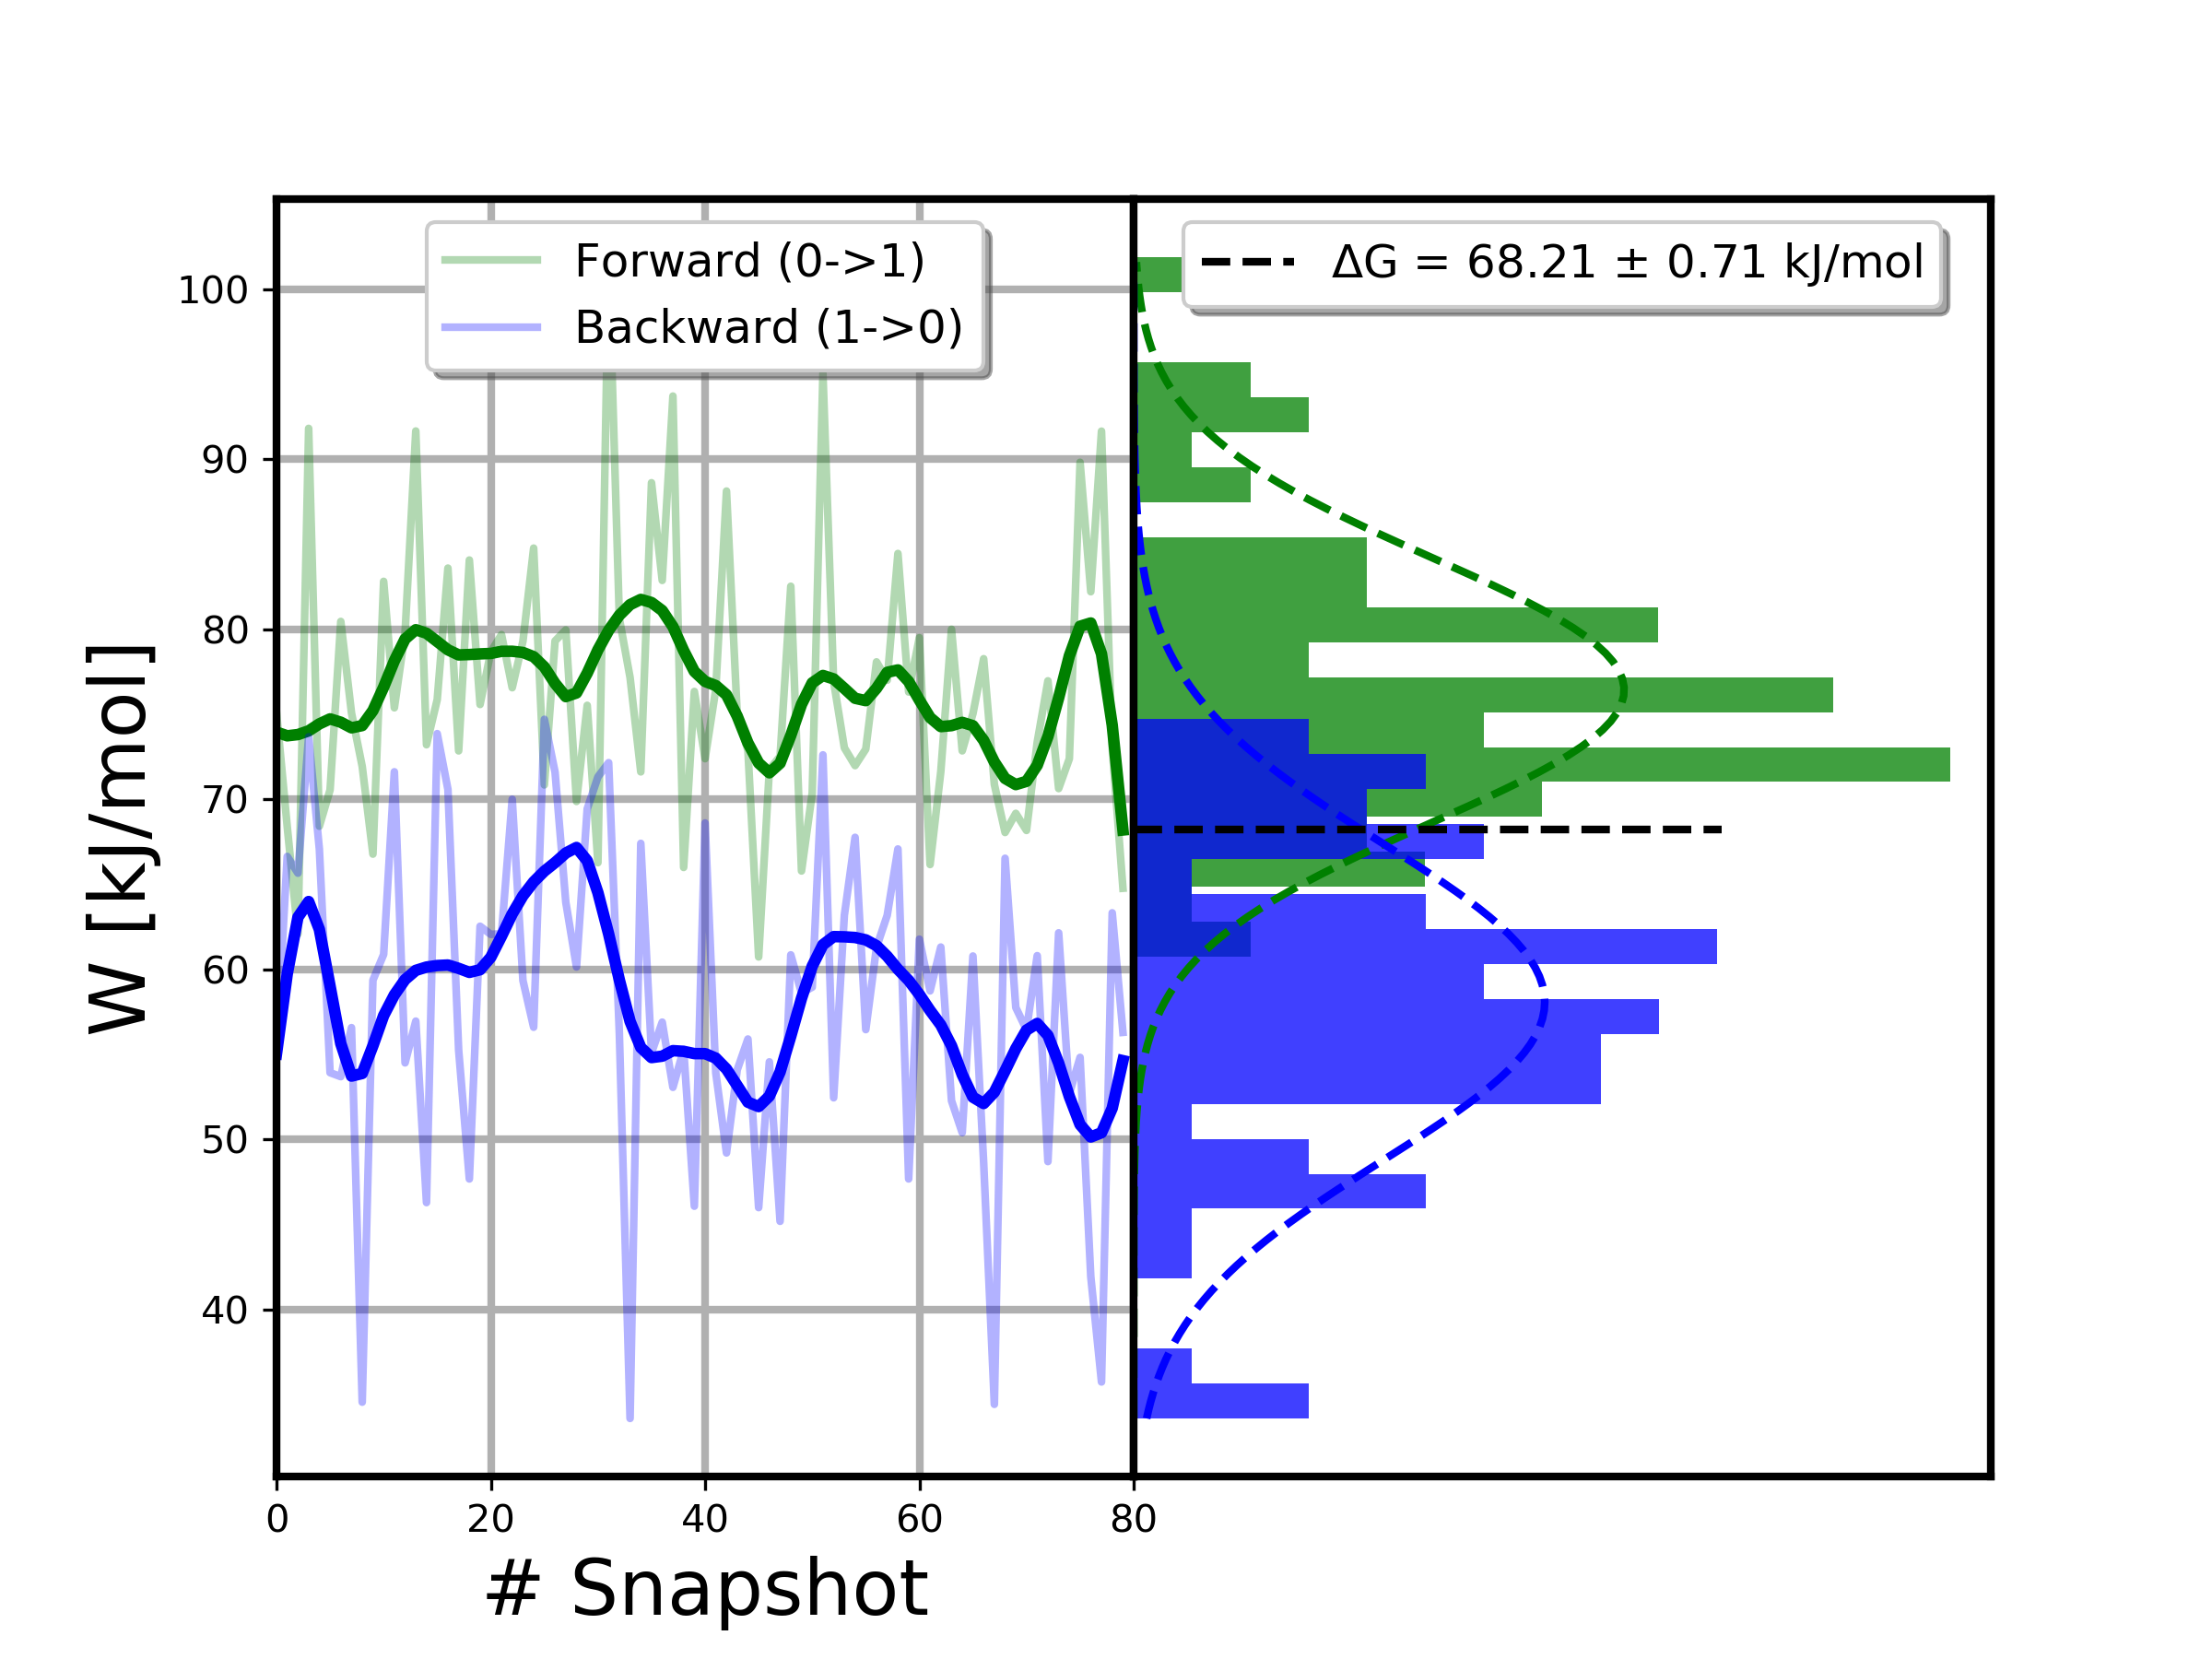 Forward (0->1)
Backward (1->0)
ΔG = 68.21 ± 0.71 kJ/mol
100
90
80
70
60
50
40
W [kJ/mol]
0 20 40 60 80
# Snapshot